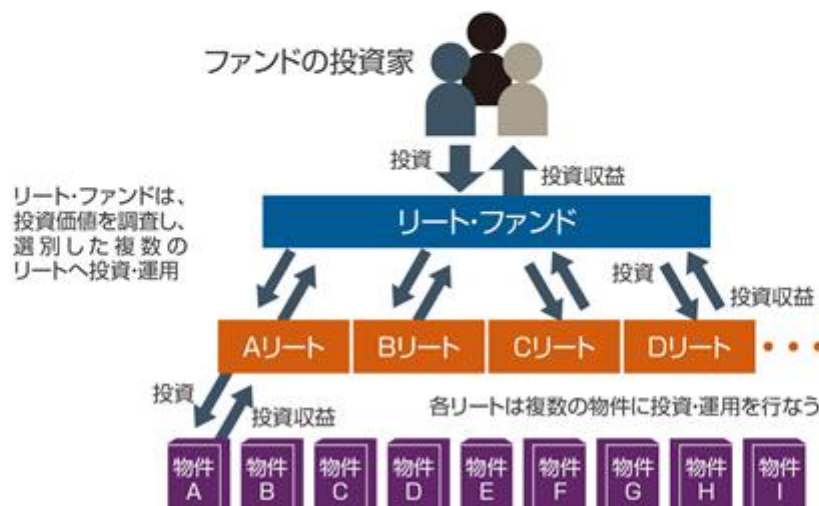 ファンドの投資家
投資
投資収益
リート・ファンドは、
投資価値を調査し、
選別した複数の
リートへ投資・運用
リート・ファンド
投資
投資収益
Aリート
Bリート
Cリート
Dリート
・・・
投資
投資収益
各リートは複数の物件に投資・運用を行なう
物件
A
物件
B
物件
C
物件
D
物件
E
物件
F
物件
G
物件
H
物件
I